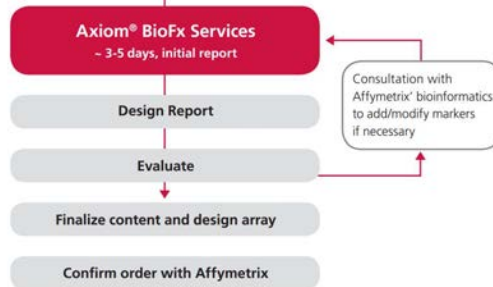 Axiom® BioFx Services
~ 3-5 days, initial report
Consultation with
Affymetrix' bioinformatics
to add/modify markers
if necessary
Design Report
Evaluate
Finalize content and design array
Confirm order with Affymetrix